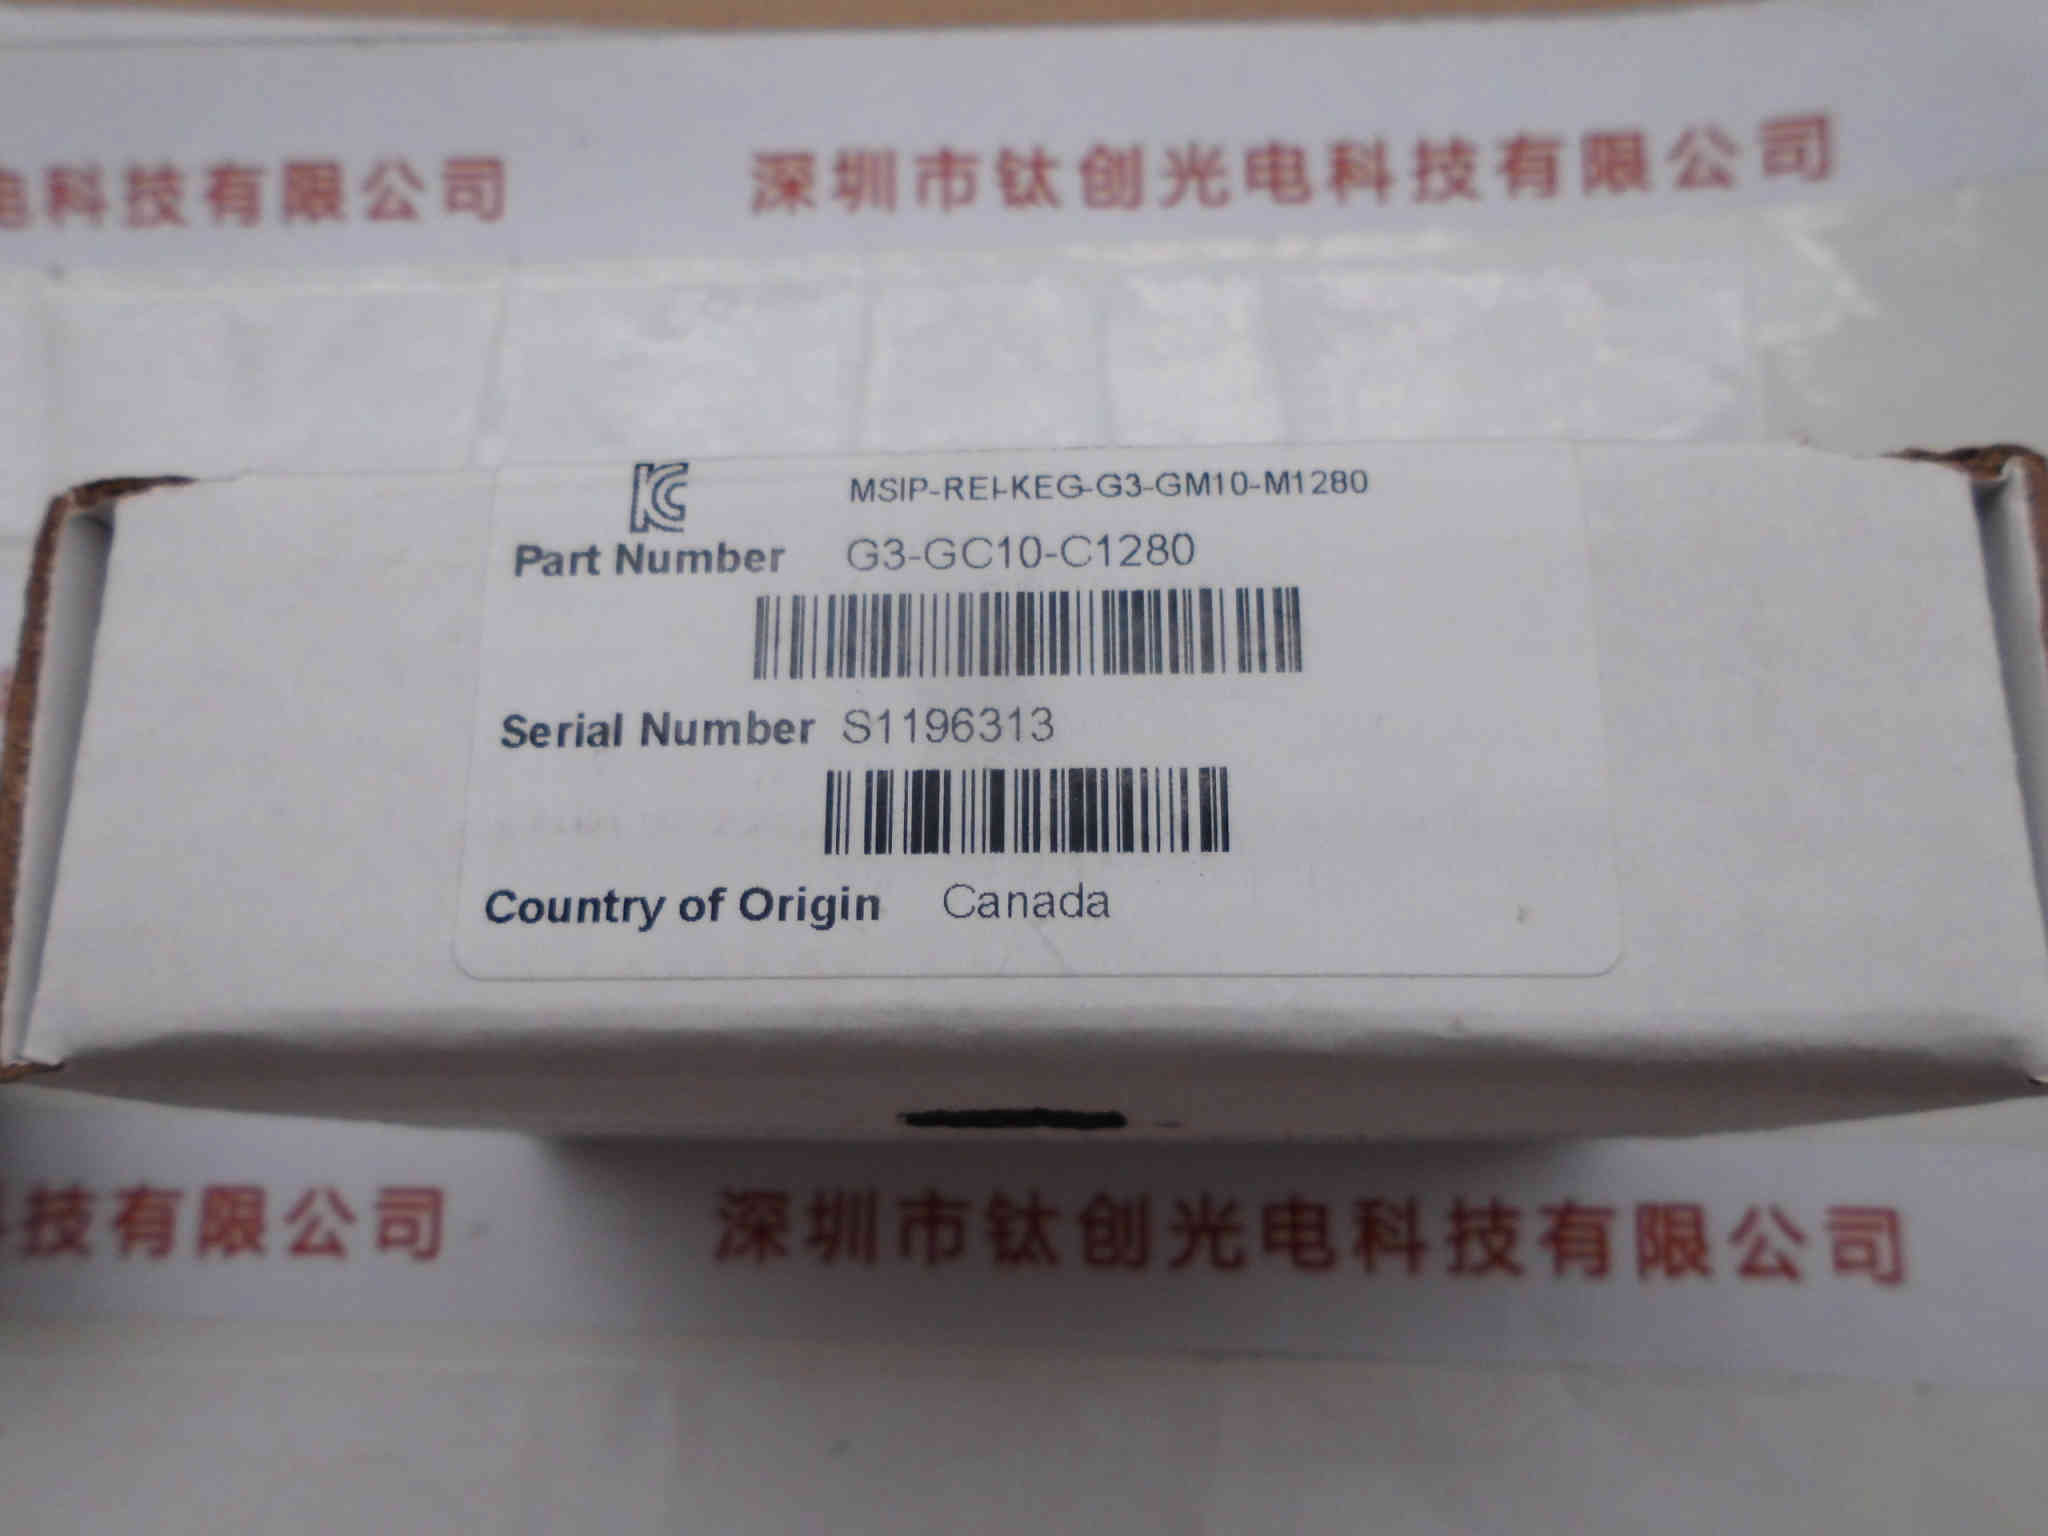 电科技有限公司 深圳市钛创光电科技有限公司
KC MSIP-REI-KEG-G3-GM10-M1280
Part Number G3-GC10-C1280
Serial Number S1196313
Country of Origin Canada
科技有限公司 深圳市钛创光电科技有限公司